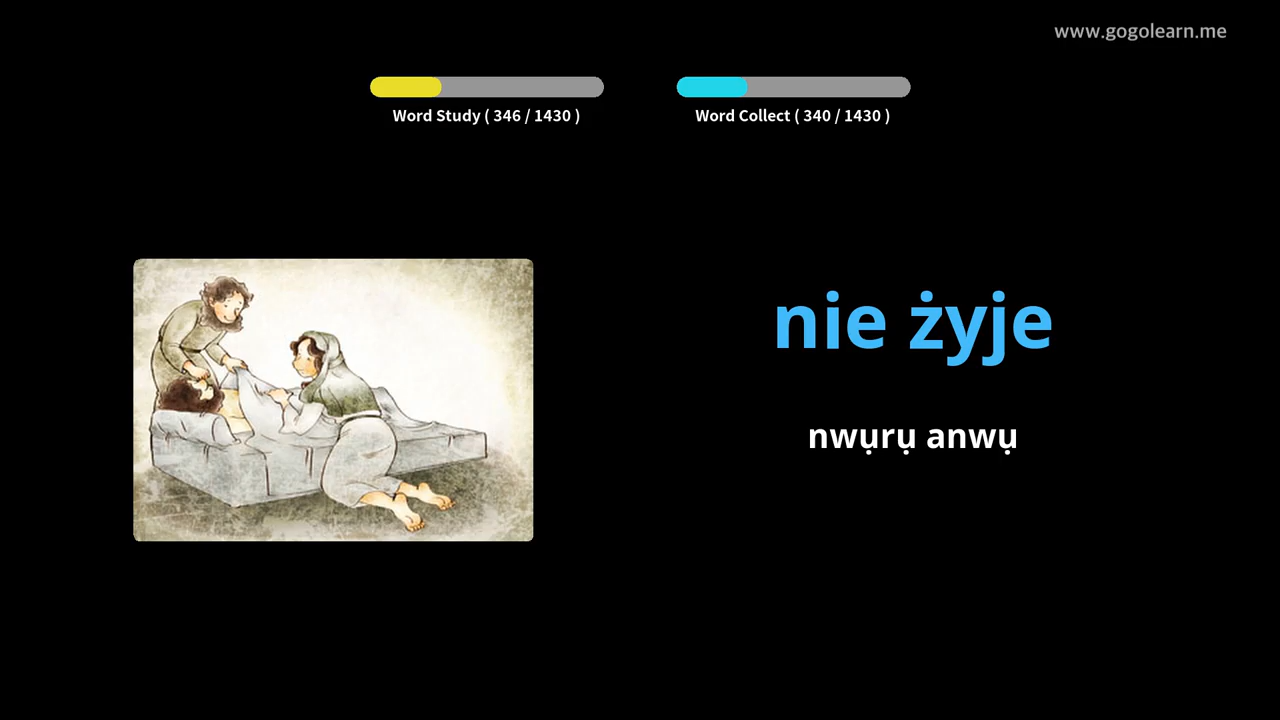 www.gogolearn.me
Word Study ( 346 / 1430 )
Word Collect ( 340 / 1430 )
nie żyje
nwụrụ anwụ